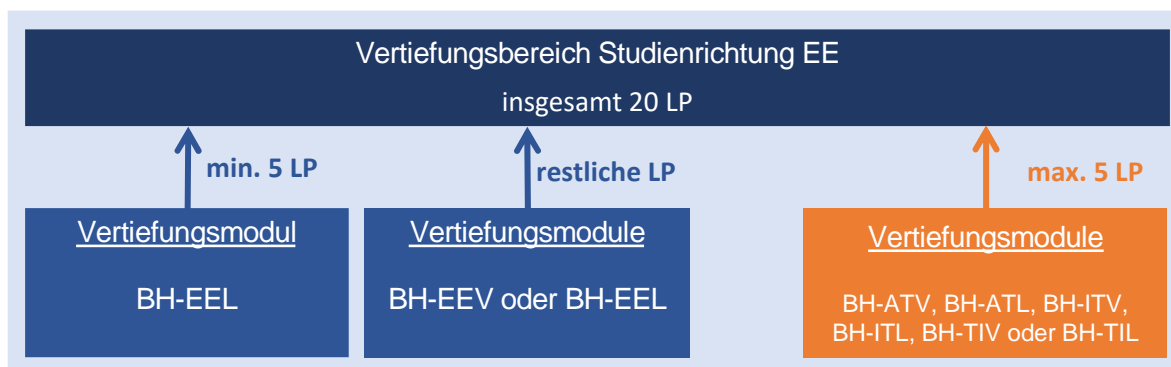 Vertiefungsbereich Studienrichtung EE
insgesamt 20 LP
min. 5 LP
restliche LP
max. 5 LP
Vertiefungsmodul
BH-EEL
Vertiefungsmodule
BH-EEV oder BH-EEL
Vertiefungsmodule
BH-ATV, BH-ATL, BH-ITV,
BH-ITL, BH-TIV oder BH-TIL